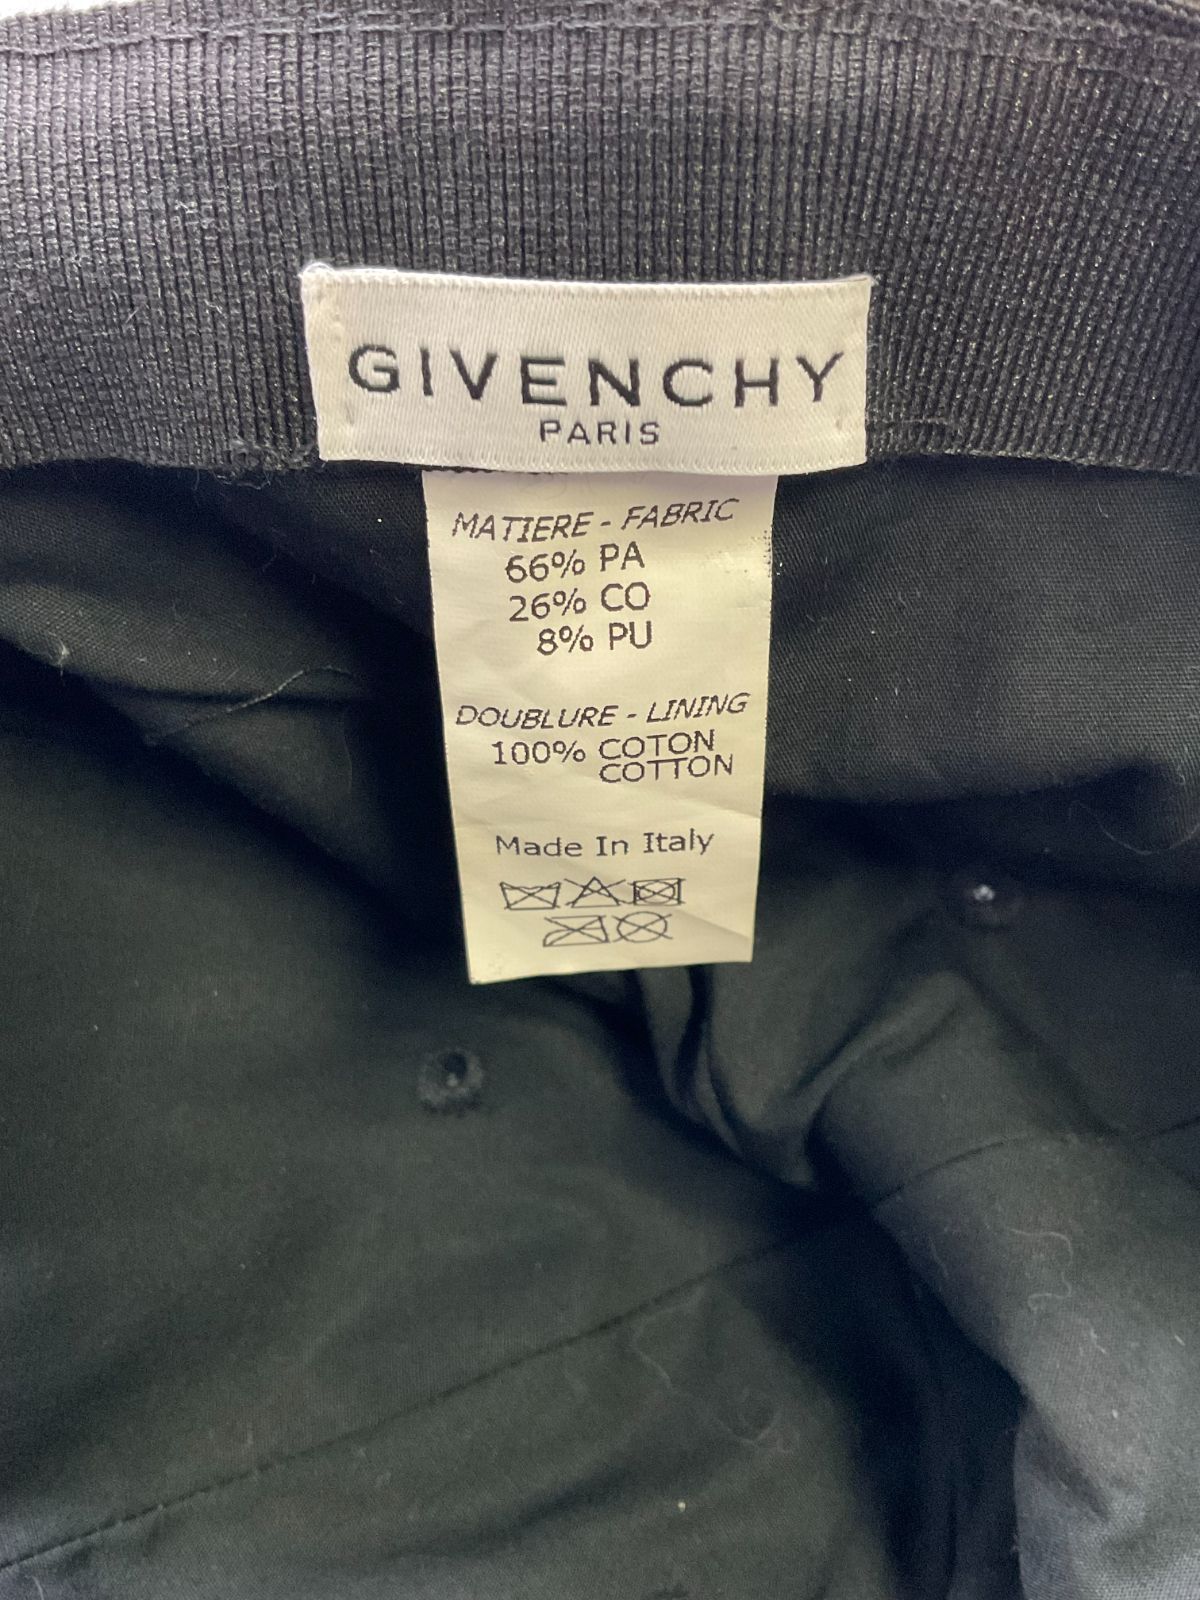 GIVENCHY
PARIS
MATIERE - FABRIC
66% PA
26% CO
8% PU
DOUBLURE - LINING
100% COTON
COTTON
Made In Italy